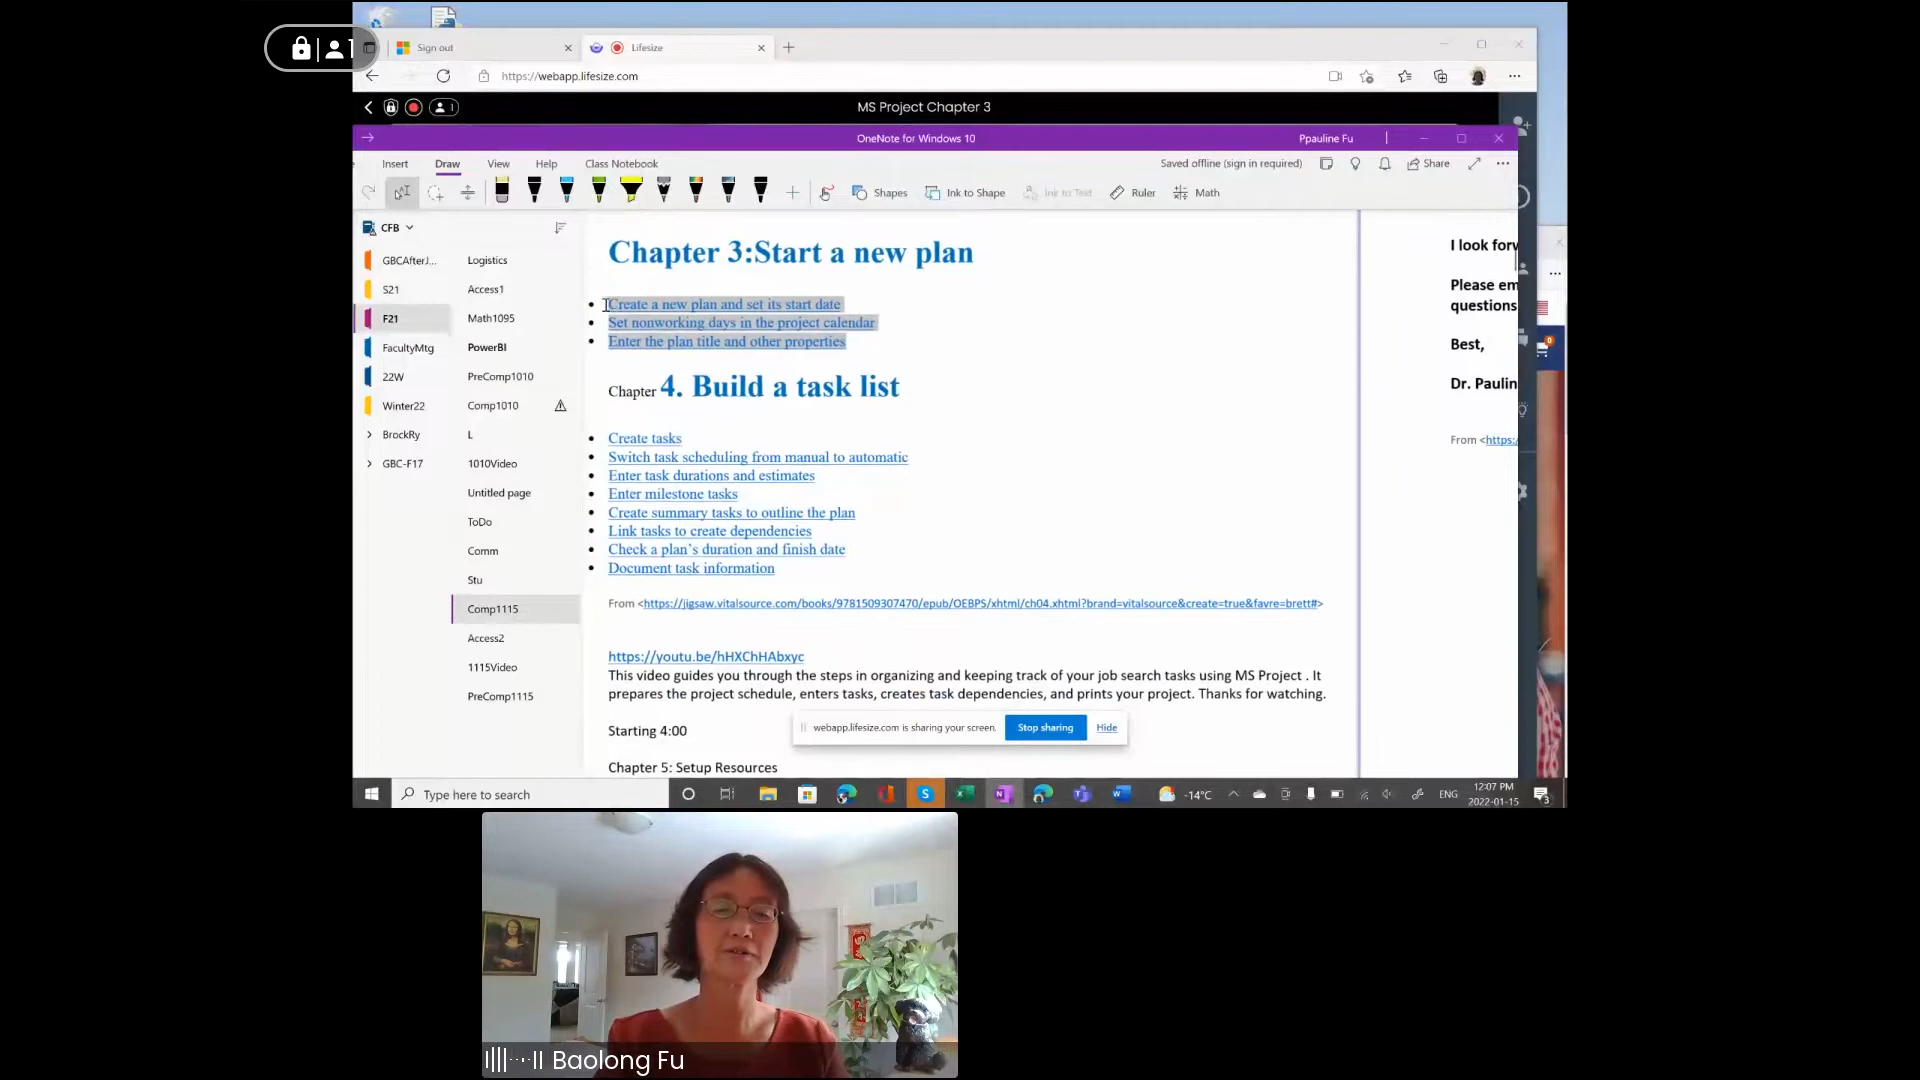 1
Sign out
Lifesize
https://webapp.lifesize.com
1
MS Project Chapter 3
OneNote for Windows 10
Ppauline Fu
Insert
Draw
View
Help
Class Notebook
Saved offline (sign in required)
Share
Shapes
Ink to Shape
Ink to Text
Ruler
Math
CFB
GBCAfterJ...
S21
F21
FacultyMtg
22W
Winter22
BrockRy
GBC-F17
Logistics
Access1
Math1095
PowerBI
PreComp1010
Comp1010
L
1010Video
Untitled page
ToDo
Comm
Stu
Comp1115
Access2
1115Video
PreComp1115
Chapter 3:Start a new plan
Create a new plan and set its start date
Set nonworking days in the project calendar
Enter the plan title and other properties
Chapter 4. Build a task list
Create tasks
Switch task scheduling from manual to automatic
Enter task durations and estimates
Enter milestone tasks
Create summary tasks to outline the plan
Link tasks to create dependencies
Check a plan’s duration and finish date
Document task information
From <https://jigsaw.vitalsource.com/books/9781509307470/epub/OEBPS/xhtml/ch04.xhtml?brand=vitalsource&create=true&favre=brett#>
https://youtu.be/hHXChHAbxyc
This video guides you through the steps in organizing and keeping track of your job search tasks using MS Project . It
prepares the project schedule, enters tasks, creates task dependencies, and prints your project. Thanks for watching.
Starting 4:00
Chapter 5: Setup Resources
I look forw
Please em
questions
Best,
Dr. Paulin
From <https:/
0
webapp.lifesize.com is sharing your screen.
Stop sharing
Hide
Type here to search
-14°C
ENG
12:07 PM
2022-01-15
3
Baolong Fu